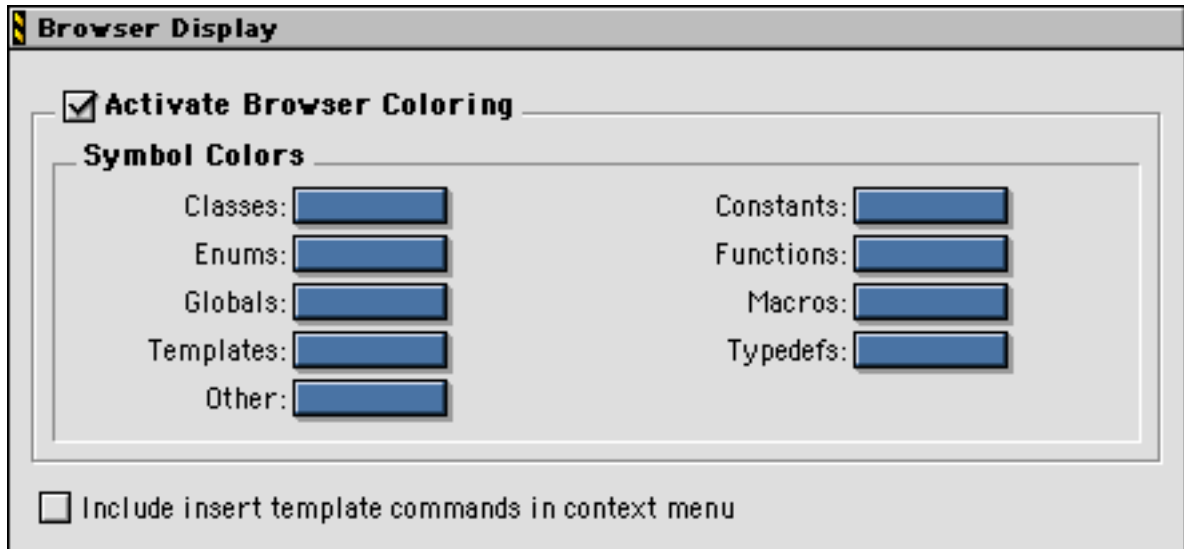 Browser Display
Activate Browser Coloring
Symbol Colors
Classes: Constants:
Enums: Functions:
Globals: Macros:
Templates: Typedefs:
Other:
Include insert template commands in context menu